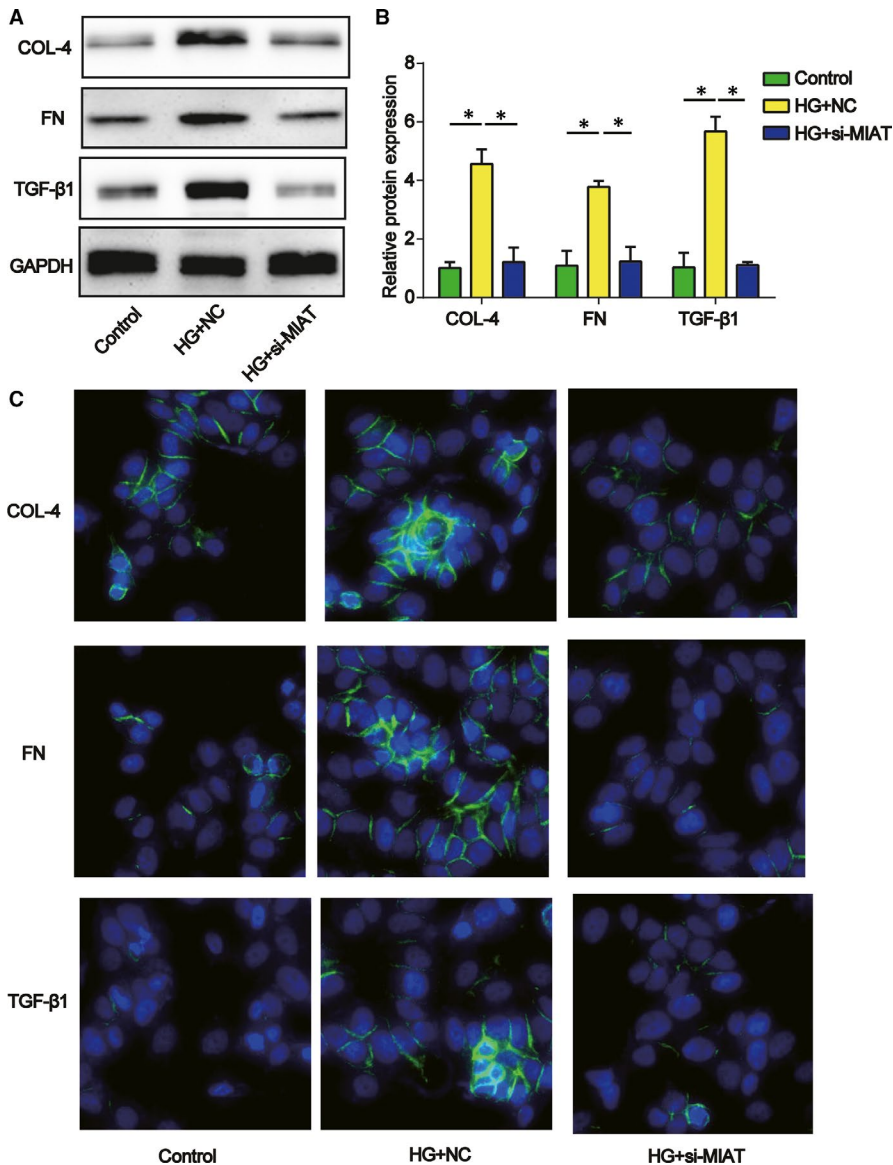 A
COL-4
FN
TGF-β1
GAPDH
Control
HG+NC
HG+si-MIAT
B
Relative protein expression
8
6
4
2
0
* *
* *
* *
COL-4 FN TGF-β1
Control
HG+NC
HG+si-MIAT
C
COL-4
FN
TGF-β1
Control HG+NC HG+si-MIAT